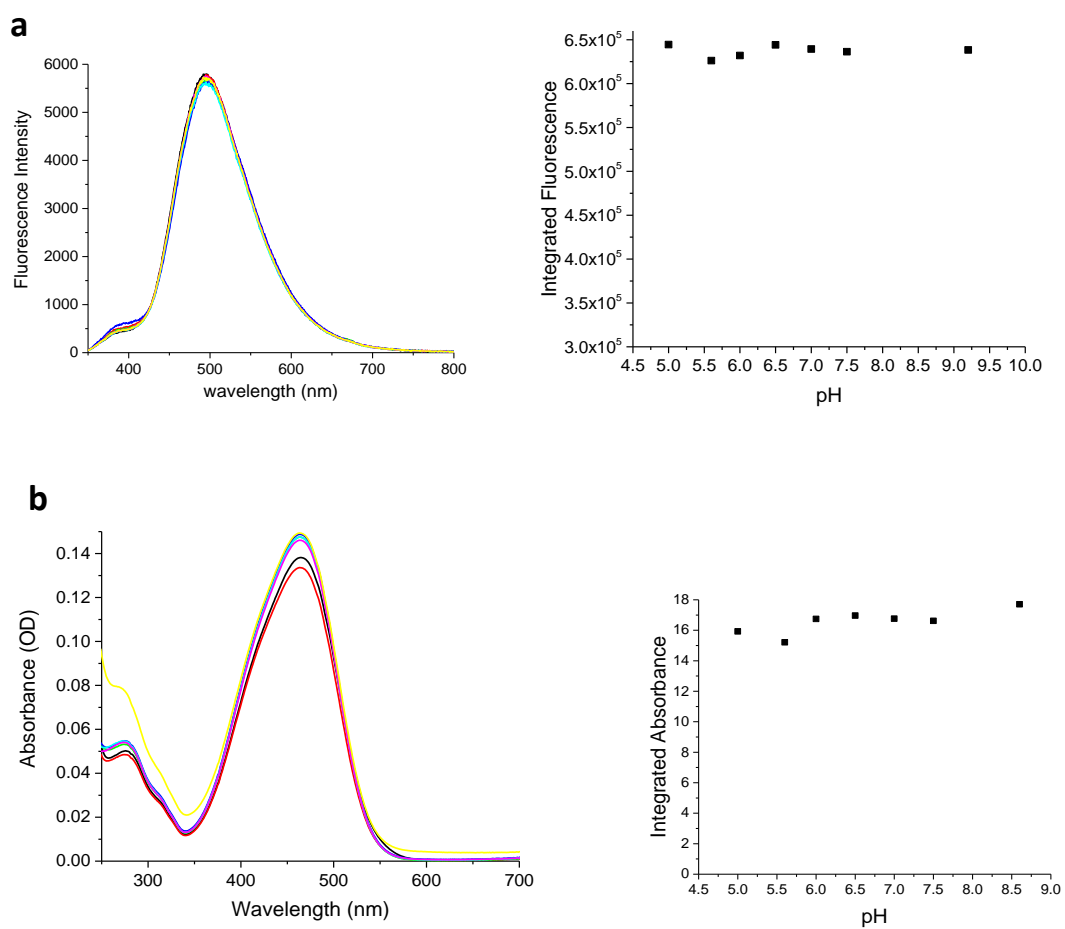 a
Fluorescence Intensity
6000
5000
4000
3000
2000
1000
0
400 500 600 700 800
wavelength (nm)
Integrated Fluorescence
6.5x10⁵
6.0x10⁵
5.5x10⁵
5.0x10⁵
4.5x10⁵
4.0x10⁵
3.5x10⁵
3.0x10⁵
4.5 5.0 5.5 6.0 6.5 7.0 7.5 8.0 8.5 9.0 9.5 10.0
pH
b
Absorbance (OD)
0.14
0.12
0.10
0.08
0.06
0.04
0.02
0.00
300 400 500 600 700
Wavelength (nm)
Integrated Absorbance
18
16
14
12
10
8
6
4
2
0
4.5 5.0 5.5 6.0 6.5 7.0 7.5 8.0 8.5 9.0
pH